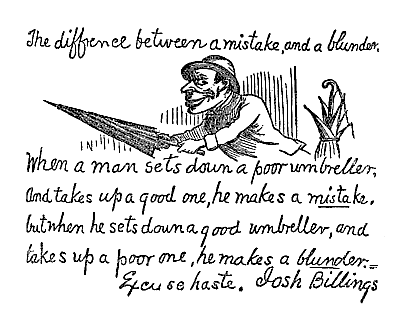 The diffrence between a mistake, and a blunder.
When a man sets down a poor umbreller,
and takes up a good one, he makes a mistake.
but when he sets down a good umbreller, and
takes up a poor one, he makes a blunder.=
Excuse haste. Josh Billings